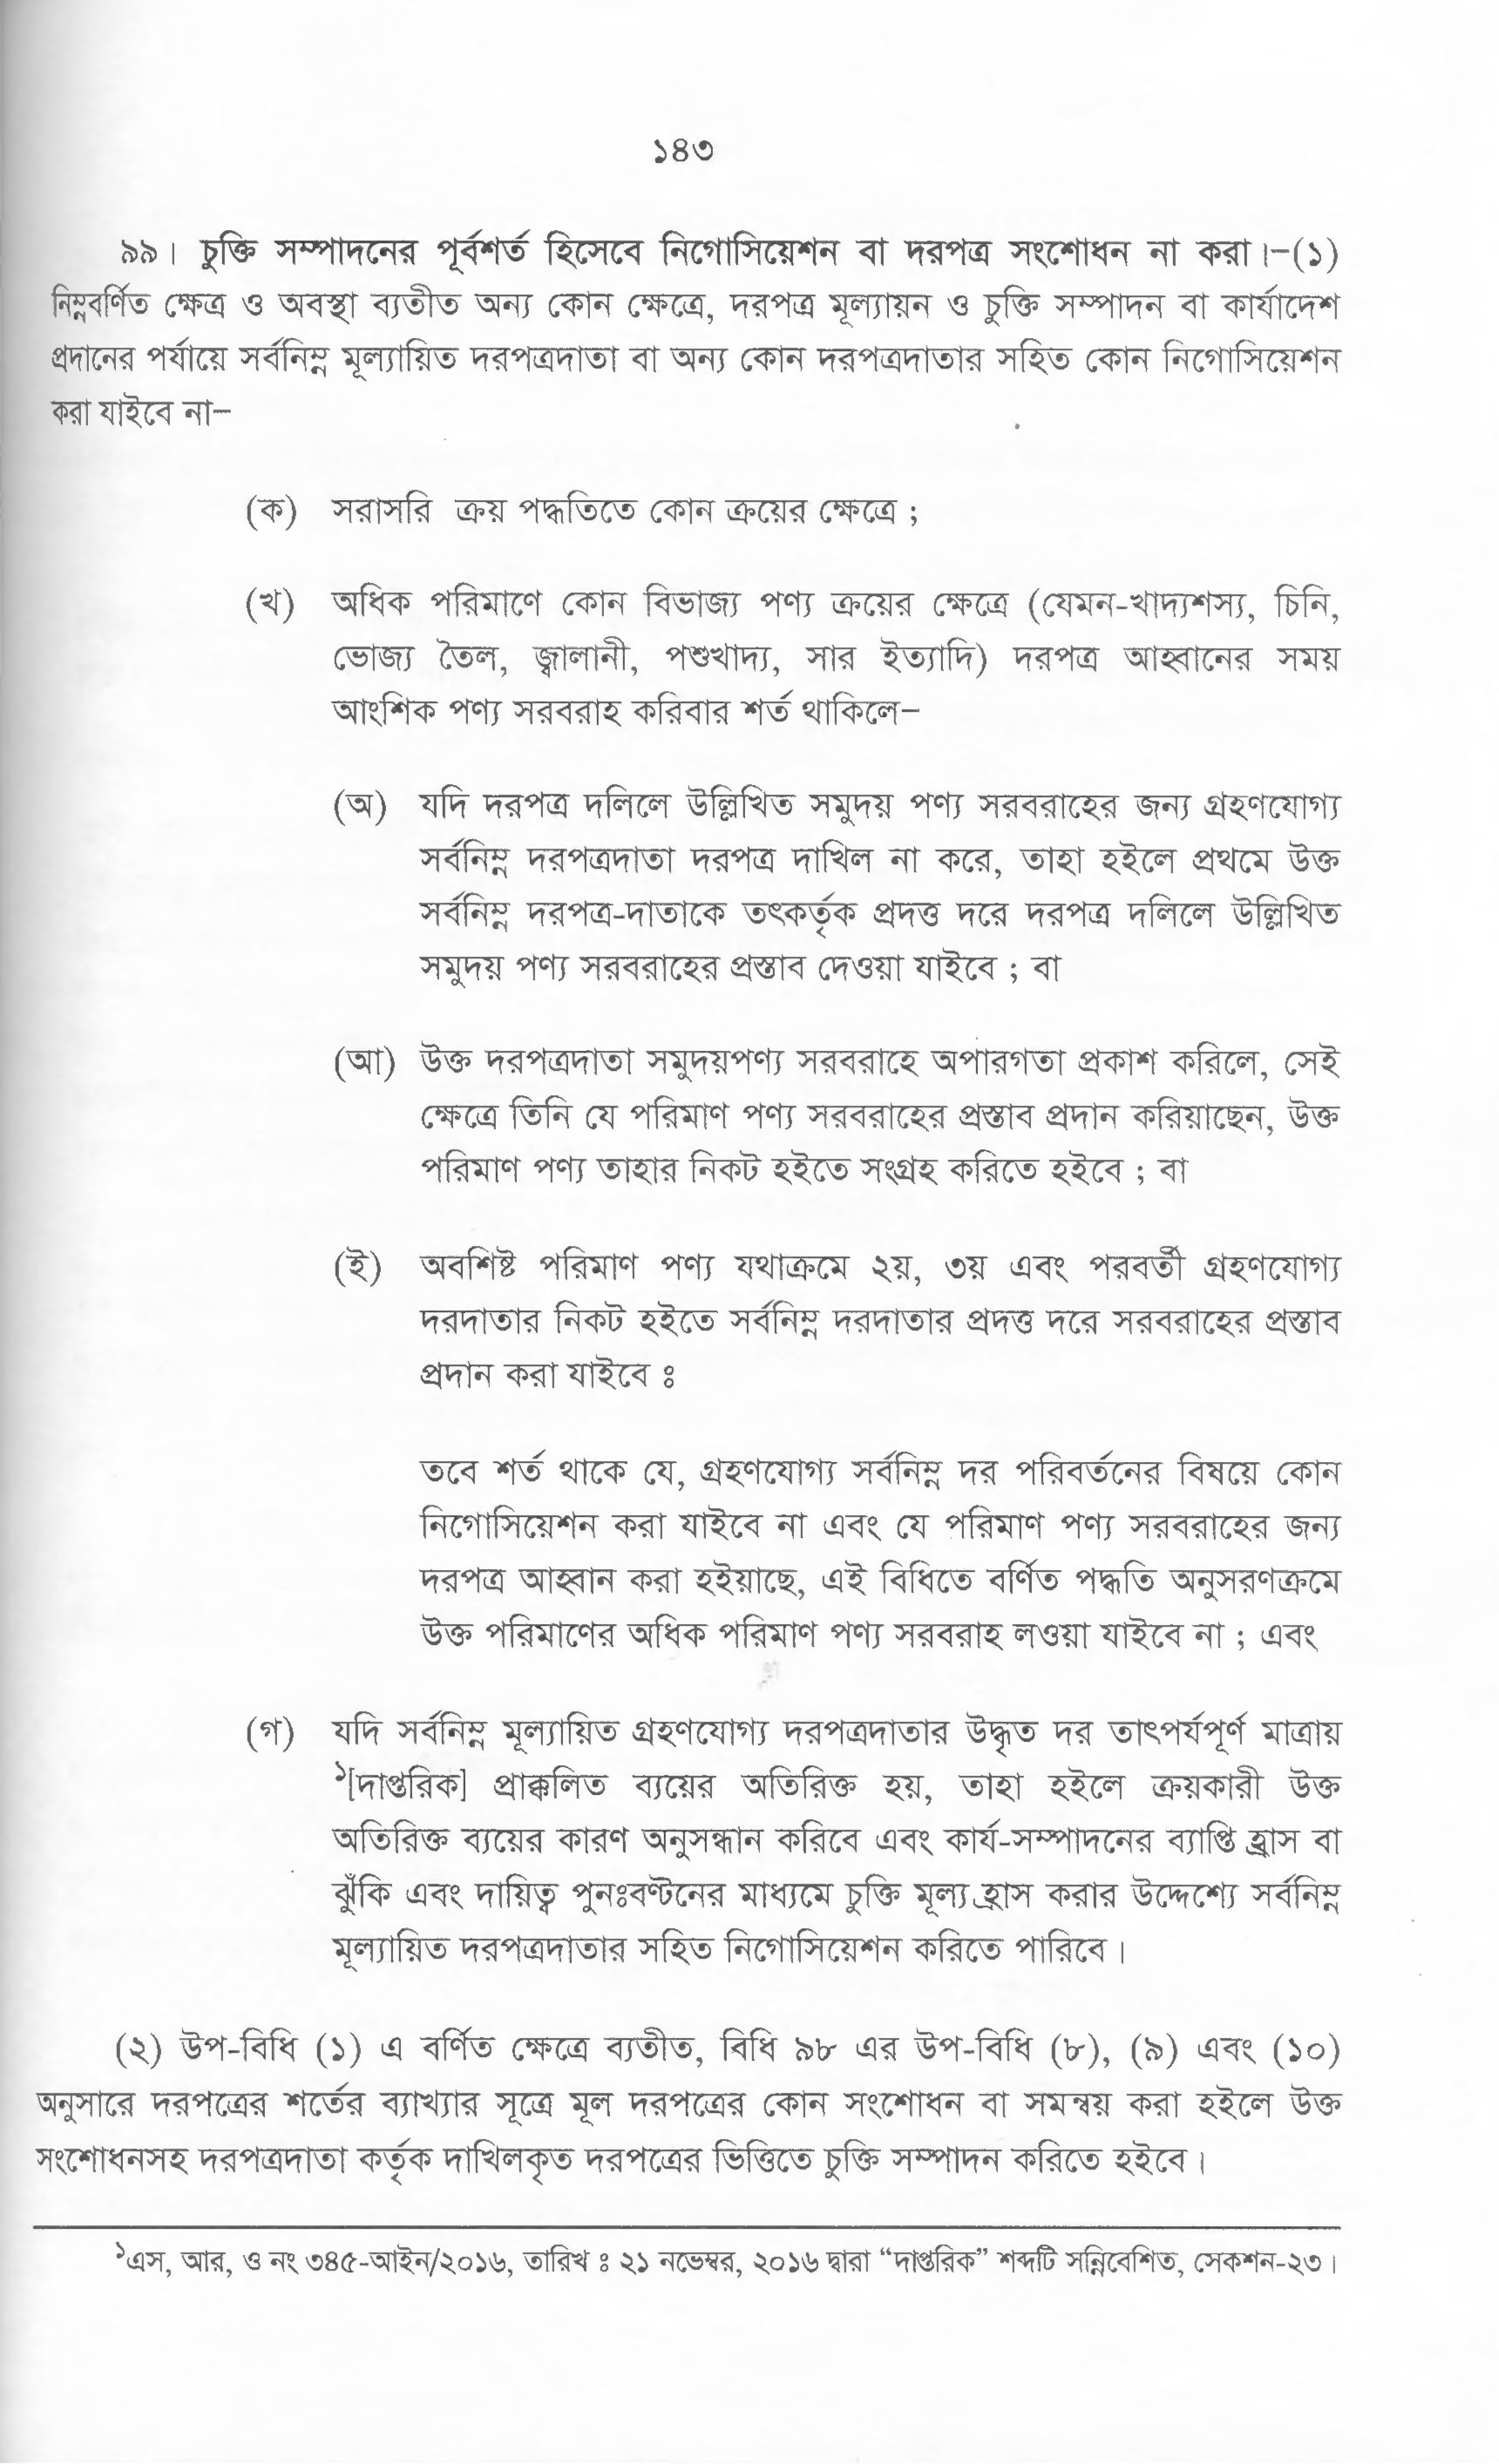 ১৪৩
৯৯। চুক্তি সম্পাদনের পূর্বশর্ত হিসেবে নিগোসিয়েশন বা দরপত্র সংশোধন না করা।–(১)
নিম্নবর্ণিত ক্ষেত্র ও অবস্থা ব্যতীত অন্য কোন ক্ষেত্রে, দরপত্র মূল্যায়ন ও চুক্তি সম্পাদন বা কার্যাদেশ
প্রদানের পর্যায়ে সর্বনিম্ন মূল্যায়িত দরপত্রদাতা বা অন্য কোন দরপত্রদাতার সহিত কোন নিগোসিয়েশন
করা যাইবে না–
(ক) সরাসরি ক্রয় পদ্ধতিতে কোন ক্রয়ের ক্ষেত্রে ;
(খ) অধিক পরিমাণে কোন বিভাজ্য পণ্য ক্রয়ের ক্ষেত্রে (যেমন-খাদ্যশস্য, চিনি,
ভোজ্য তৈল, জ্বালানী, পশুখাদ্য, সার ইত্যাদি) দরপত্র আহ্বানের সময়
আংশিক পণ্য সরবরাহ করিবার শর্ত থাকিলে–
(অ) যদি দরপত্র দলিলে উল্লিখিত সমুদয় পণ্য সরবরাহের জন্য গ্রহণযোগ্য
সর্বনিম্ন দরপত্রদাতা দরপত্র দাখিল না করে, তাহা হইলে প্রথমে উক্ত
সর্বনিম্ন দরপত্র-দাতাকে তৎকর্তৃক প্রদত্ত দরে দরপত্র দলিলে উল্লিখিত
সমুদয় পণ্য সরবরাহের প্রস্তাব দেওয়া যাইবে ; বা
(আ) উক্ত দরপত্রদাতা সমুদয়পণ্য সরবরাহে অপারগতা প্রকাশ করিলে, সেই
ক্ষেত্রে তিনি যে পরিমাণ পণ্য সরবরাহের প্রস্তাব প্রদান করিয়াছেন, উক্ত
পরিমাণ পণ্য তাহার নিকট হইতে সংগ্রহ করিতে হইবে ; বা
(ই) অবশিষ্ট পরিমাণ পণ্য যথাক্রমে ২য়, ৩য় এবং পরবর্তী গ্রহণযোগ্য
দরদাতার নিকট হইতে সর্বনিম্ন দরদাতার প্রদত্ত দরে সরবরাহের প্রস্তাব
প্রদান করা যাইবে ঃ
তবে শর্ত থাকে যে, গ্রহণযোগ্য সর্বনিম্ন দর পরিবর্তনের বিষয়ে কোন
নিগোসিয়েশন করা যাইবে না এবং যে পরিমাণ পণ্য সরবরাহের জন্য
দরপত্র আহ্বান করা হইয়াছে, এই বিধিতে বর্ণিত পদ্ধতি অনুসরণক্রমে
উক্ত পরিমাণের অধিক পরিমাণ পণ্য সরবরাহ লওয়া যাইবে না ; এবং
(গ) যদি সর্বনিম্ন মূল্যায়িত গ্রহণযোগ্য দরপত্রদাতার উদ্ধৃত দর তাৎপর্যপূর্ণ মাত্রায়
১[দাপ্তরিক] প্রাক্কলিত ব্যয়ের অতিরিক্ত হয়, তাহা হইলে ক্রয়কারী উক্ত
অতিরিক্ত ব্যয়ের কারণ অনুসন্ধান করিবে এবং কার্য-সম্পাদনের ব্যাপ্তি হ্রাস বা
ঝুঁকি এবং দায়িত্ব পুনঃবণ্টনের মাধ্যমে চুক্তি মূল্য হ্রাস করার উদ্দেশ্যে সর্বনিম্ন
মূল্যায়িত দরপত্রদাতার সহিত নিগোসিয়েশন করিতে পারিবে।
(২) উপ-বিধি (১) এ বর্ণিত ক্ষেত্রে ব্যতীত, বিধি ৯৮ এর উপ-বিধি (৮), (৯) এবং (১০)
অনুসারে দরপত্রের শর্তের ব্যাখ্যার সূত্রে মূল দরপত্রের কোন সংশোধন বা সমন্বয় করা হইলে উক্ত
সংশোধনসহ দরপত্রদাতা কর্তৃক দাখিলকৃত দরপত্রের ভিত্তিতে চুক্তি সম্পাদন করিতে হইবে।
১এস, আর, ও নং ৩৪৫-আইন/২০১৬, তারিখ ঃ ২১ নভেম্বর, ২০১৬ দ্বারা “দাপ্তরিক” শব্দটি সন্নিবেশিত, সেকশন-২৩।